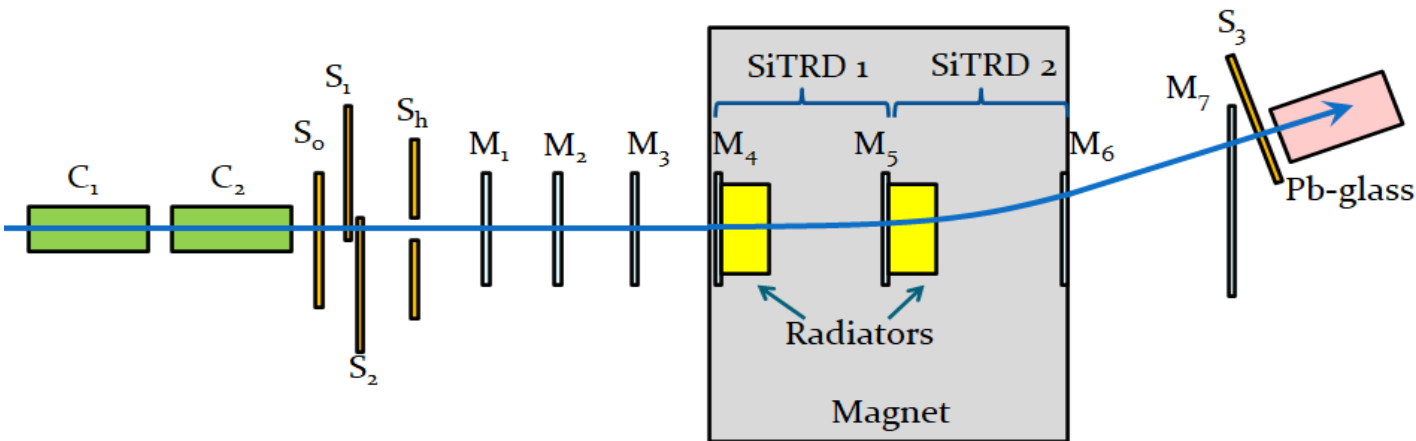 C₁
C₂
S₀
S₁
S₂
Sₕ
M₁
M₂
M₃
SiTRD 1
SiTRD 2
M₄
M₅
M₆
Radiators
Magnet
M₇
S₃
Pb-glass